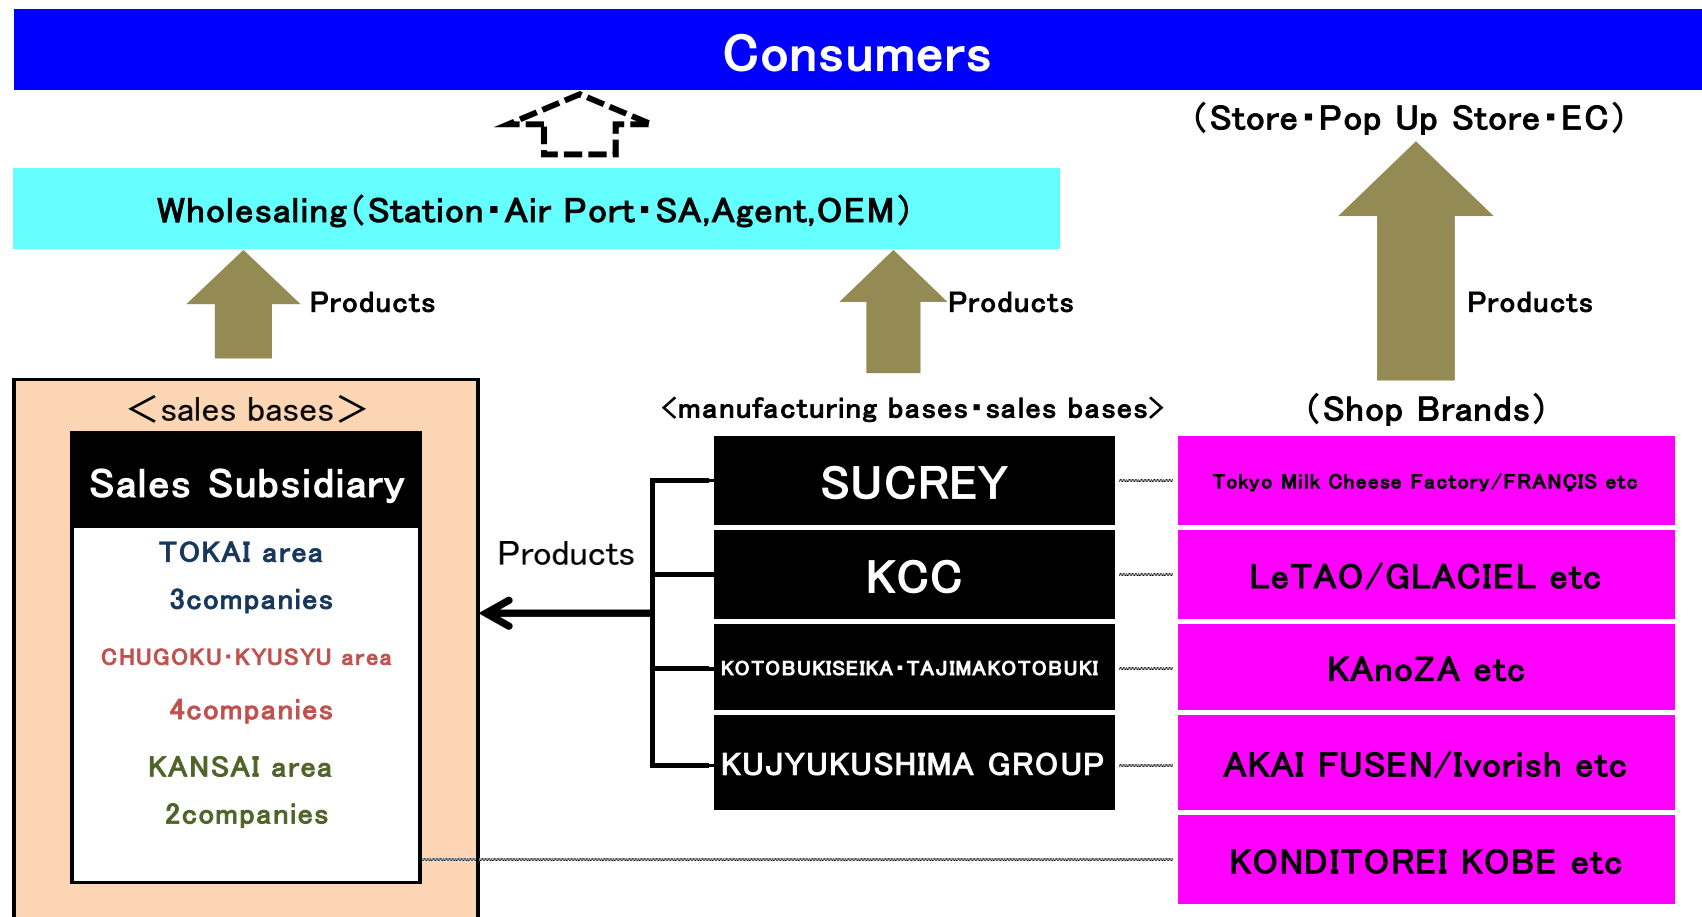 Consumers
（Store・Pop Up Store・EC）
Wholesaling（Station・Air Port・SA,Agent,OEM）
Products
Products
Products
＜sales bases＞
<manufacturing bases・sales bases>
（Shop Brands）
Sales Subsidiary
TOKAI area
3companies
CHUGOKU・KYUSYU area
4companies
KANSAI area
2companies
Products
SUCREY
Tokyo Milk Cheese Factory/FRANÇIS etc
KCC
LeTAO/GLACIEL etc
KOTOBUKISEIKA・TAJIMAKOTOBUKI
KAnoZA etc
KUJYUKUSHIMA GROUP
AKAI FUSEN/Ivorish etc
KONDITOREI KOBE etc